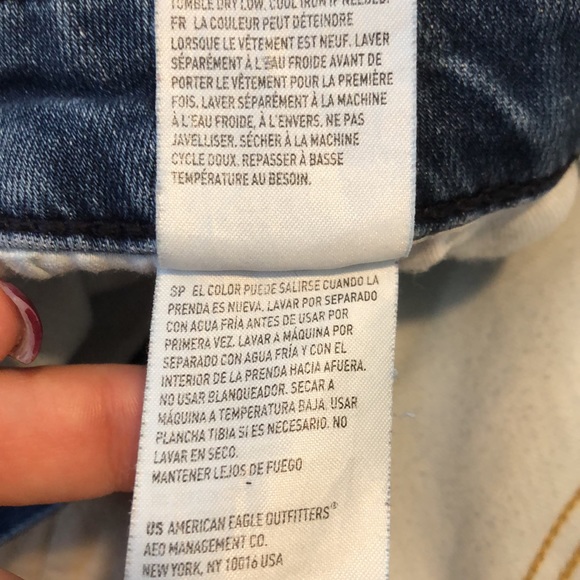 TUMBLE DRY LOW. COOL IRON IF NEEDED.
FR LA COULEUR PEUT DÉTEINDRE
LORSQUE LE VÊTEMENT EST NEUF. LAVER
SÉPARÉMENT À L'EAU FROIDE AVANT DE
PORTER LE VÊTEMENT POUR LA PREMIÈRE
FOIS. LAVER SÉPARÉMENT À LA MACHINE
À L'EAU FROIDE, À L'ENVERS. NE PAS
JAVELLISER. SÉCHER À LA MACHINE
CYCLE DOUX. REPASSER À BASSE
TEMPÉRATURE AU BESOIN.
SP EL COLOR PUEDE SALIRSE CUANDO LA
PRENDA ES NUEVA. LAVAR POR SEPARADO
CON AGUA FRÍA ANTES DE USAR POR
PRIMERA VEZ. LAVAR A MÁQUINA POR
SEPARADO CON AGUA FRÍA Y CON EL
INTERIOR DE LA PRENDA HACIA AFUERA.
NO USAR BLANQUEADOR. SECAR A
MÁQUINA A TEMPERATURA BAJA. USAR
PLANCHA TIBIA SI ES NECESARIO. NO
LAVAR EN SECO.
MANTENER LEJOS DE FUEGO
US AMERICAN EAGLE OUTFITTERS®
AEO MANAGEMENT CO.
NEW YORK, NY 10016 USA